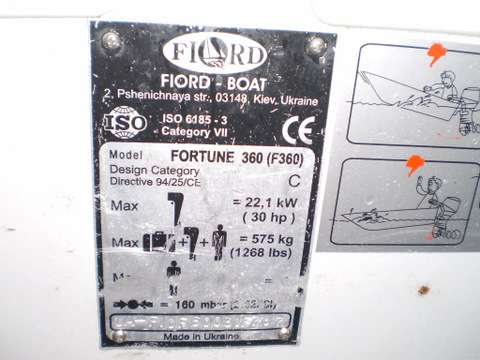 FIORD
FIORD - BOAT
2, Pshenichnaya str., 03148, Kiev, Ukraine
ISO
ISO 6185 - 3
Category VII
CE
Model FORTUNE 360 (F360)
Design Category C
Directive 94/25/CE
Max = 22,1 kW
( 30 hp )
Max + + = 575 kg
(1268 lbs)
= 160 mbar
Made in Ukraine